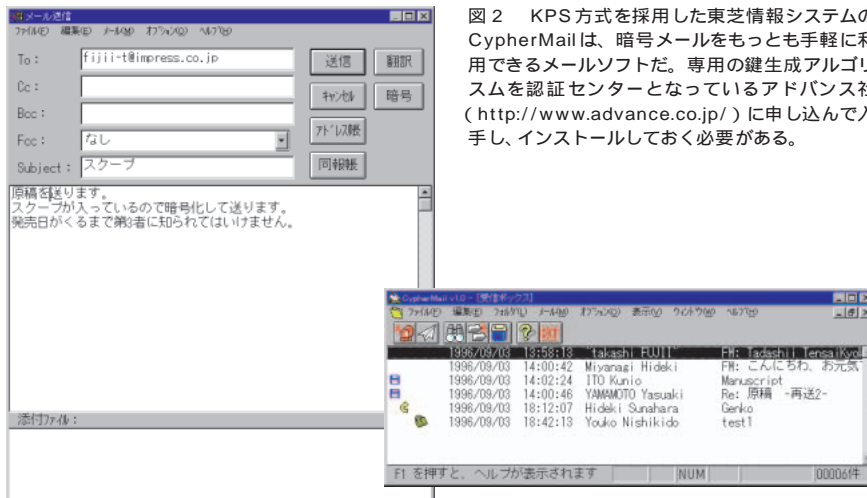 メール送信
ファイル(F) 編集(E) メール(M) オプション(O) ヘルプ(H)
To： fijii-t@impress.co.jp 送信 翻訳
Cc： キャンセル 暗号
Bcc：
Fcc： なし アドレス帳
Subject： スクープ 同報帳
原稿を送ります。
スクープが入っているので暗号化して送ります。
発売日がくるまで第3者に知られてはいけません。
添付ファイル：
図2 KPS方式を採用した東芝情報システムの
CypherMailは、暗号メールをもっとも手軽に利
用できるメールソフトだ。専用の鍵生成アルゴリ
スムを認証センターとなっているアドバンス社
（http://www.advance.co.jp/）に申し込んで入
手し、インストールしておく必要がある。
CypherMail v1.0 - [受信ボックス]
ファイル(F) 編集(E) フォルダ(L) メール(M) オプション(O) 表示(V) ウィンドウ(W) ヘルプ(H)
1996/09/03 13:58:13 "takashi FUJII" FW: Tadashii TensaiKyo
1996/09/03 14:00:42 Miyanagi Hideki FW: こんにちわ、お元気
1996/09/03 14:02:24 ITO Kunio Manuscript
1996/09/03 14:00:46 YAMAMOTO Yasuaki Re: 原稿 -再送2-
1996/09/03 18:12:07 Hideki Sunahara Genko
1996/09/03 18:42:13 Youko Nishikido test1
F1 を押すと、ヘルプが表示されます NUM 00006件